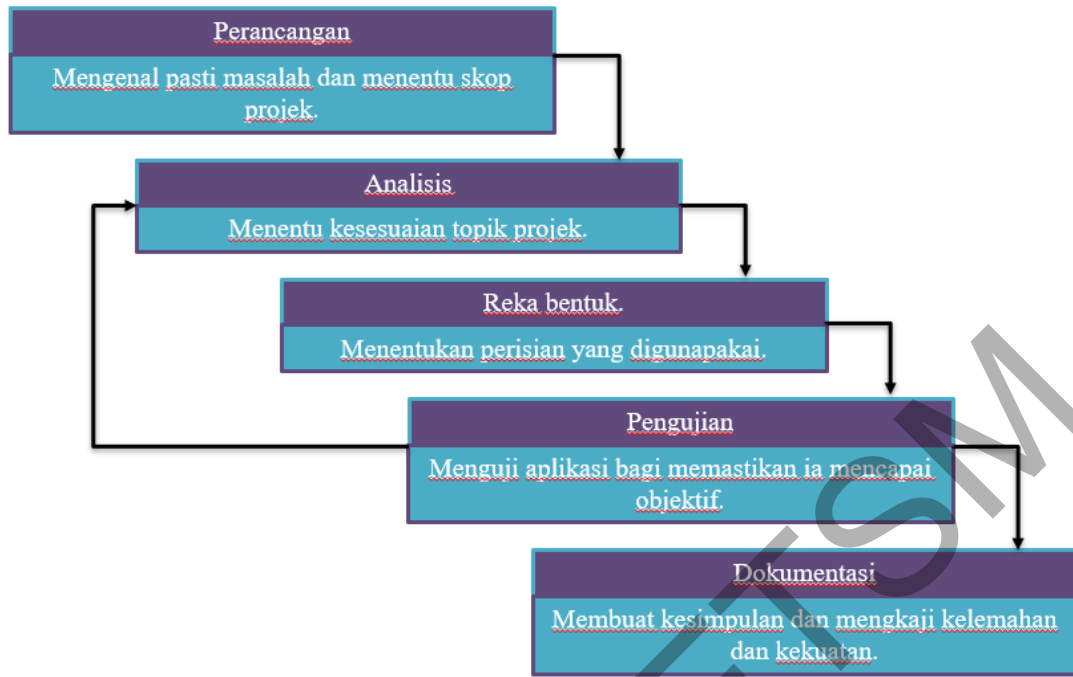 Perancangan
Mengenal pasti masalah dan menentu skop
projek.
Analisis
Menentu kesesuaian topik projek.
Reka bentuk.
Menentukan perisian yang digunapakai.
Pengujian
Menguji aplikasi bagi memastikan ia mencapai
objektif.
Dokumentasi
Membuat kesimpulan dan mengkaji kelemahan
dan kekuatan.